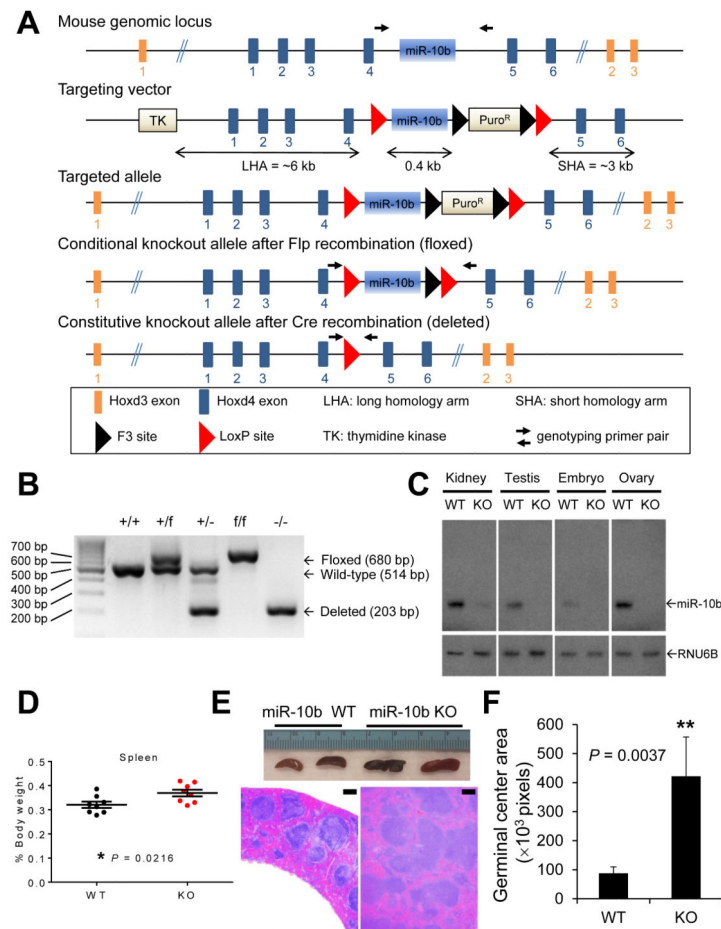 A
Mouse genomic locus
miR-10b
1 1 2 3 4 5 6 2 3
Targeting vector
TK miR-10b Puro^R
1 2 3 4 5 6
LHA = ~6 kb 0.4 kb SHA = ~3 kb
Targeted allele
miR-10b Puro^R
1 1 2 3 4 5 6 2 3
Conditional knockout allele after Flp recombination (floxed)
miR-10b
1 1 2 3 4 5 6 2 3
Constitutive knockout allele after Cre recombination (deleted)
1 1 2 3 4 5 6 2 3
Hoxd3 exon Hoxd4 exon LHA: long homology arm SHA: short homology arm
F3 site LoxP site TK: thymidine kinase genotyping primer pair
B
+/+ +/f +/- f/f -/-
700 bp
600 bp
500 bp
400 bp
300 bp
200 bp
Floxed (680 bp)
Wild-type (514 bp)
Deleted (203 bp)
C
Kidney Testis Embryo Ovary
WT KO WT KO WT KO WT KO
miR-10b
RNU6B
D
Spleen
% Body weight
0.5
0.4
0.3
0.2
0.1
0.0
* P = 0.0216
WT KO
E
miR-10b WT miR-10b KO
F
Germinal center area
(×10³ pixels)
600
500
400
300
200
100
0
P = 0.0037
**
WT KO